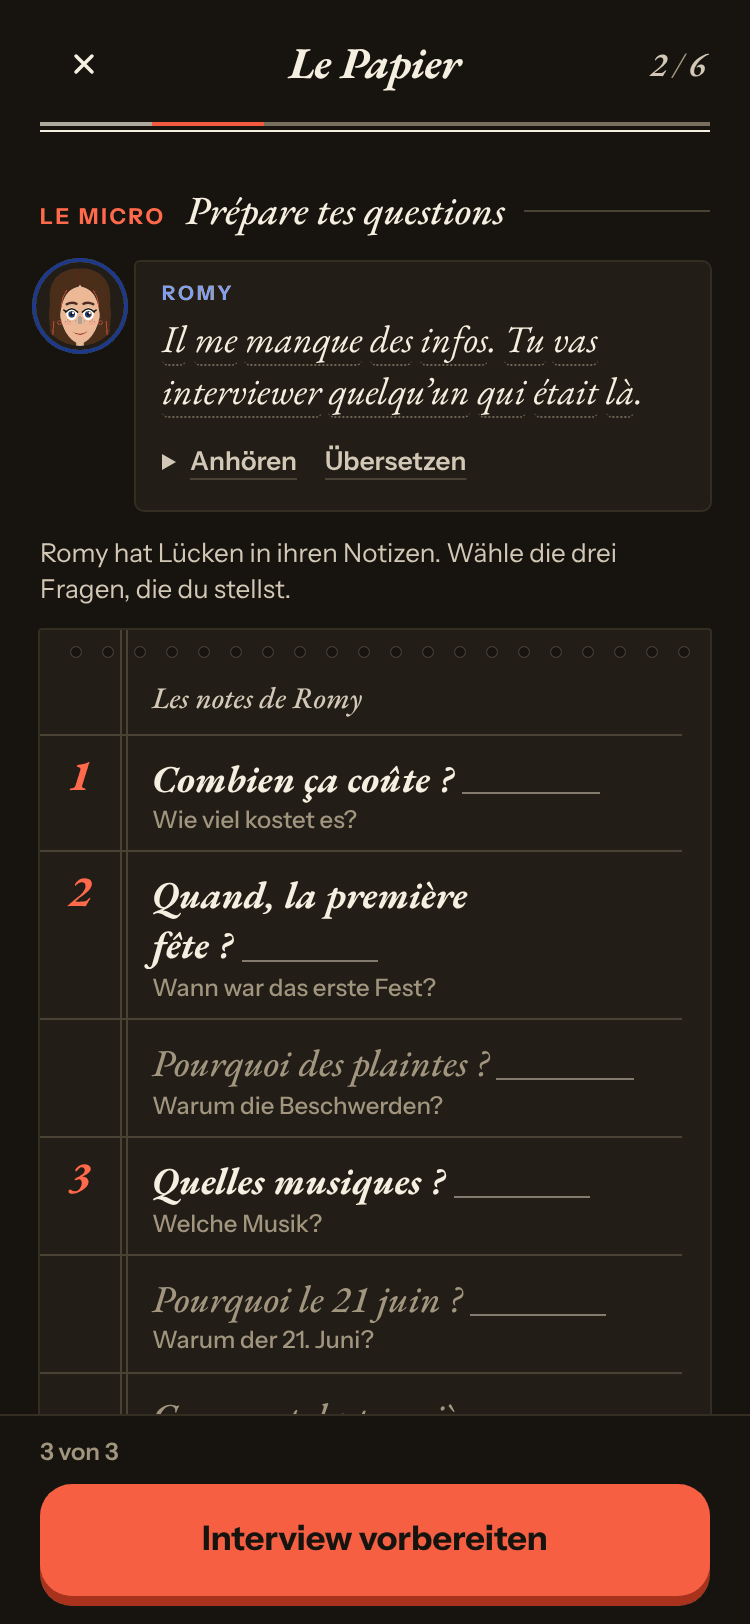 Le Papier
2/6
LE MICRO Prépare tes questions
ROMY
Il me manque des infos. Tu vas
interviewer quelqu’un qui était là.
Anhören Übersetzen
Romy hat Lücken in ihren Notizen. Wähle die drei
Fragen, die du stellst.
Les notes de Romy
1 Combien ça coûte ?
Wie viel kostet es?
2 Quand, la première
fête ?
Wann war das erste Fest?
Pourquoi des plaintes ?
Warum die Beschwerden?
3 Quelles musiques ?
Welche Musik?
Pourquoi le 21 juin ?
Warum der 21. Juni?
3 von 3
Interview vorbereiten